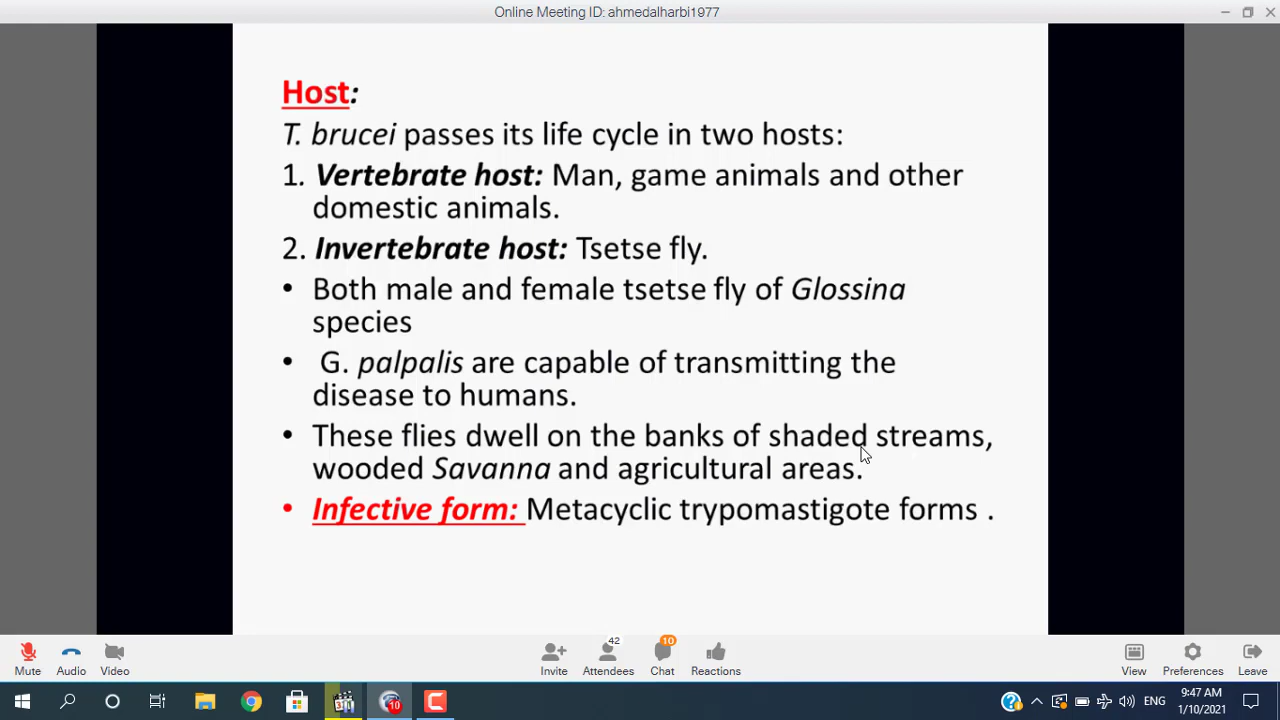 Online Meeting ID: ahmedalharbi1977
Host:
T. brucei passes its life cycle in two hosts:
1. Vertebrate host: Man, game animals and other
domestic animals.
2. Invertebrate host: Tsetse fly.
• Both male and female tsetse fly of Glossina
species
• G. palpalis are capable of transmitting the
disease to humans.
• These flies dwell on the banks of shaded streams,
wooded Savanna and agricultural areas.
• Infective form: Metacyclic trypomastigote forms .
42
10
Mute Audio Video Invite Attendees Chat Reactions View Preferences Leave
10
ENG
9:47 AM
1/10/2021